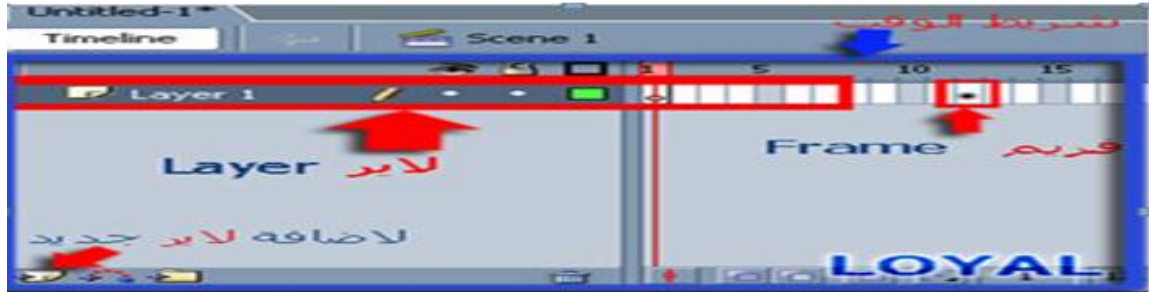 Untitled-1*
شريط الوقت
Timeline Scene 1
1 5 10 15
Layer 1
Layer لاير
Frame فريم
لاضافة لاير جديد
LOYAL